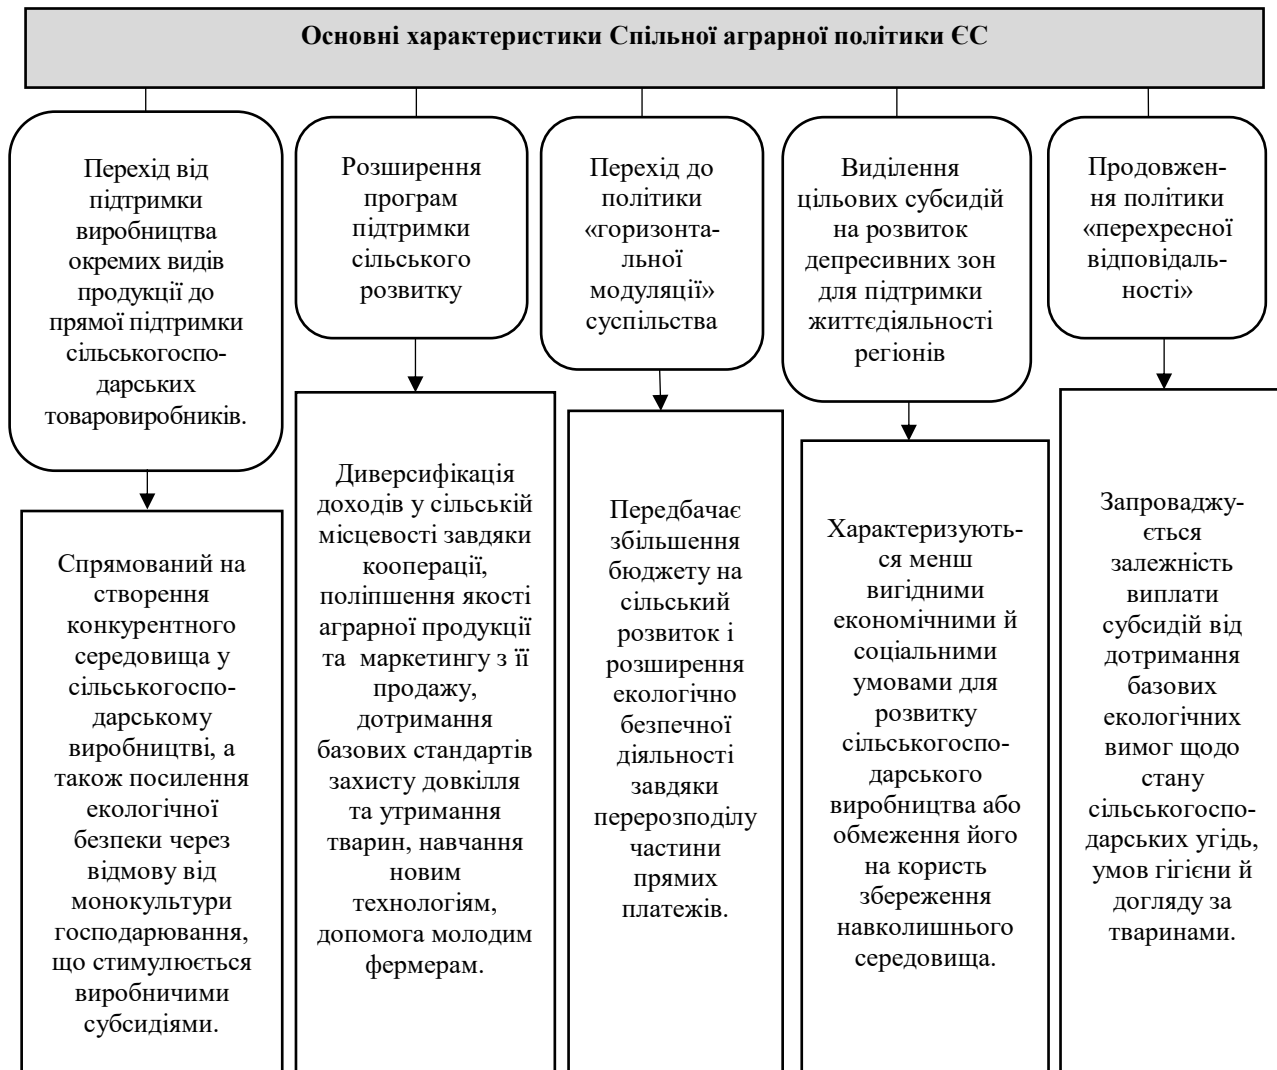 Основні характеристики Спільної аграрної політики ЄС
Перехід від
підтримки
виробництва
окремих видів
продукції до
прямої підтримки
сільськогоспо-
дарських
товаровиробників.
Розширення
програм
підтримки
сільського
розвитку
Перехід до
політики
«горизонта-
льної
модуляції»
суспільства
Виділення
цільових субсидій
на розвиток
депресивних зон
для підтримки
життєдіяльності
регіонів
Продовжен-
ня політики
«перехресної
відповідаль-
ності»
Спрямований на
створення
конкурентного
середовища у
сільськогоспо-
дарському
виробництві, а
також посилення
екологічної
безпеки через
відмову від
монокультури
господарювання,
що стимулюється
виробничими
субсидіями.
Диверсифікація
доходів у сільській
місцевості завдяки
кооперації,
поліпшення якості
аграрної продукції
та маркетингу з її
продажу,
дотримання
базових стандартів
захисту довкілля
та утримання
тварин, навчання
новим
технологіям,
допомога молодим
фермерам.
Передбачає
збільшення
бюджету на
сільський
розвиток і
розширення
екологічно
безпечної
діяльності
завдяки
перерозподілу
частини
прямих
платежів.
Характеризують-
ся менш
вигідними
економічними й
соціальними
умовами для
розвитку
сільськогоспо-
дарського
виробництва або
обмеження його
на користь
збереження
навколишнього
середовища.
Запроваджу-
ється
залежність
виплати
субсидій від
дотримання
базових
екологічних
вимог щодо
стану
сільськогоспо-
дарських угідь,
умов гігієни й
догляду за
тваринами.